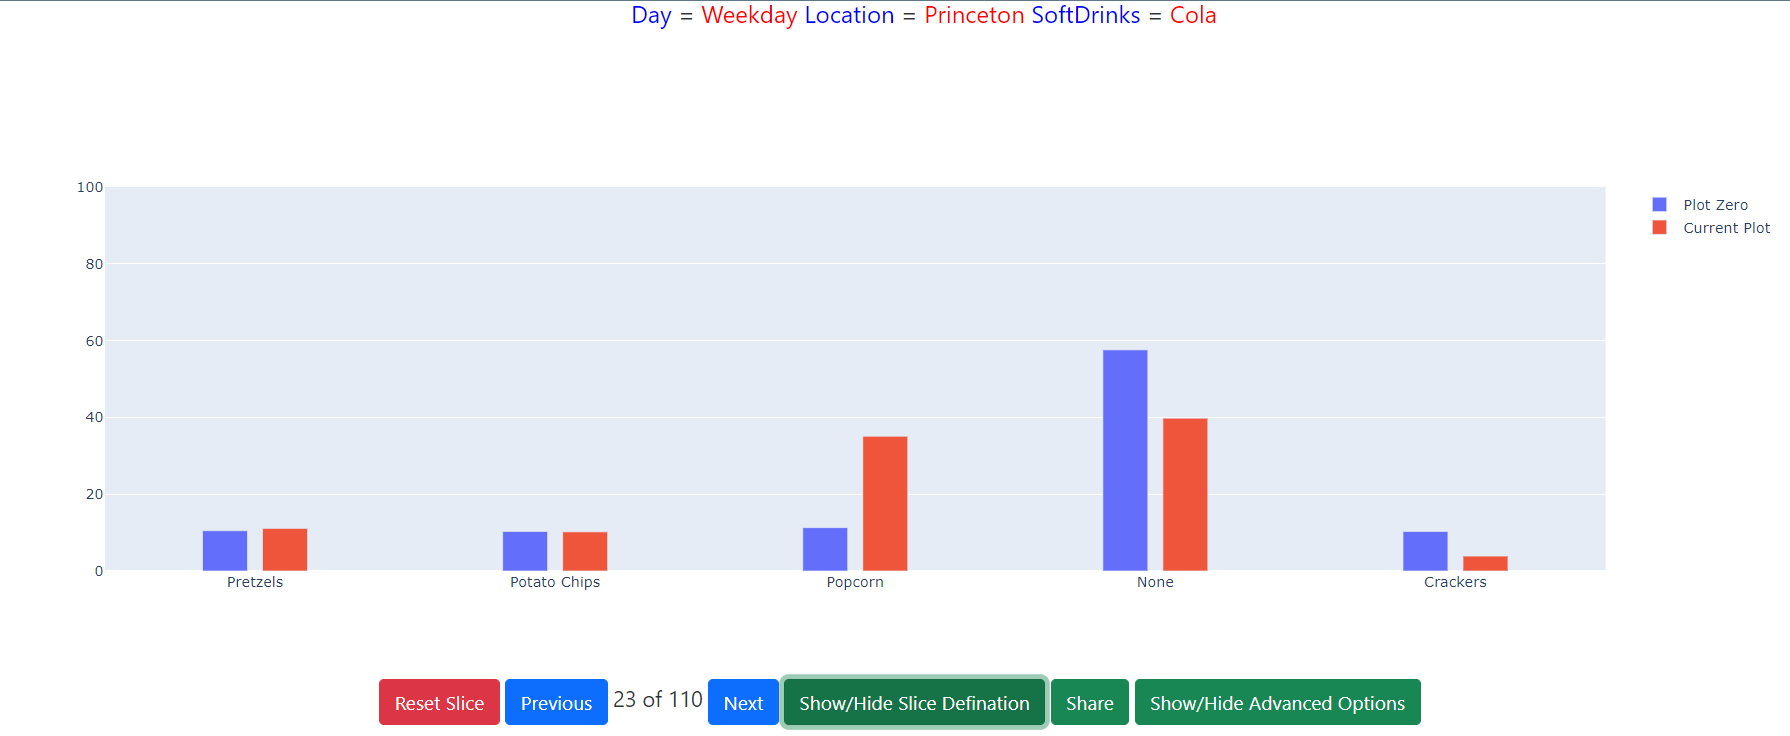 Day = Weekday Location = Princeton SoftDrinks = Cola
100
80
60
40
20
0
Pretzels Potato Chips Popcorn None Crackers
Plot Zero
Current Plot
Reset Slice Previous 23 of 110 Next Show/Hide Slice Defination Share Show/Hide Advanced Options